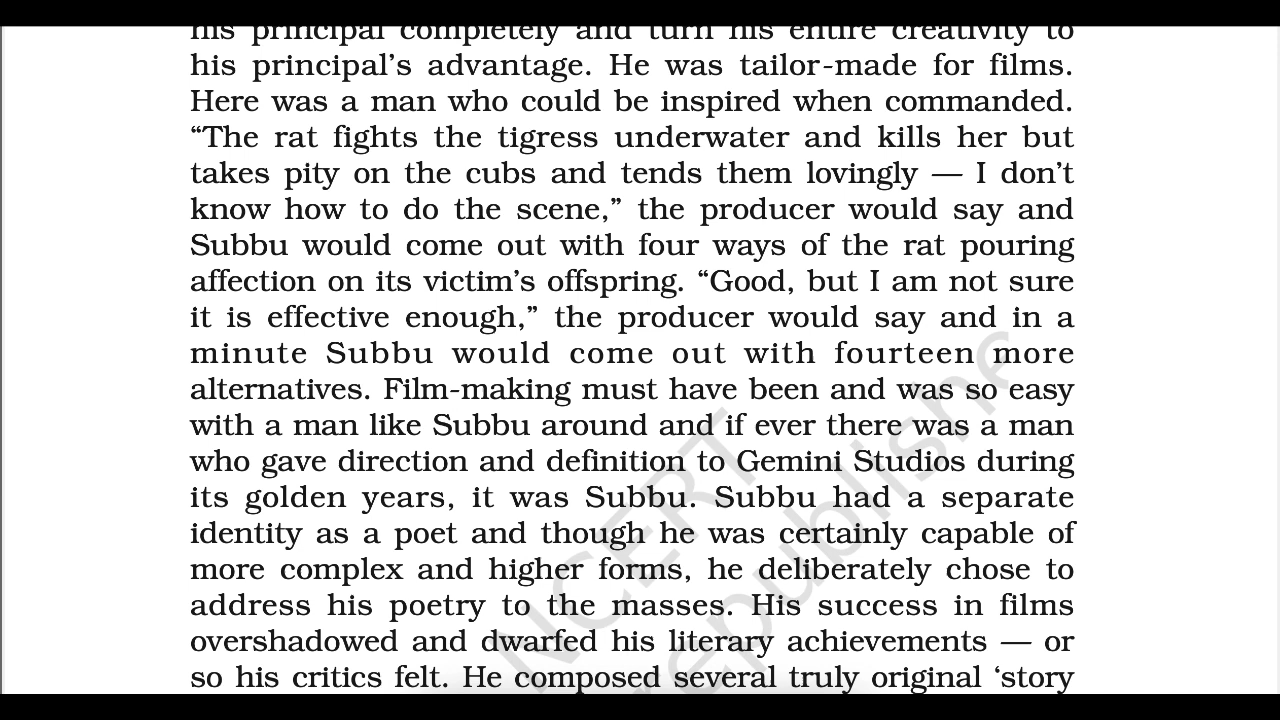 his principal completely and turn his entire creativity to
his principal's advantage. He was tailor-made for films.
Here was a man who could be inspired when commanded.
“The rat fights the tigress underwater and kills her but
takes pity on the cubs and tends them lovingly — I don't
know how to do the scene,” the producer would say and
Subbu would come out with four ways of the rat pouring
affection on its victim's offspring. “Good, but I am not sure
it is effective enough,” the producer would say and in a
minute Subbu would come out with fourteen more
alternatives. Film-making must have been and was so easy
with a man like Subbu around and if ever there was a man
who gave direction and definition to Gemini Studios during
its golden years, it was Subbu. Subbu had a separate
identity as a poet and though he was certainly capable of
more complex and higher forms, he deliberately chose to
address his poetry to the masses. His success in films
overshadowed and dwarfed his literary achievements — or
so his critics felt. He composed several truly original ‘story
NCERT
republishe